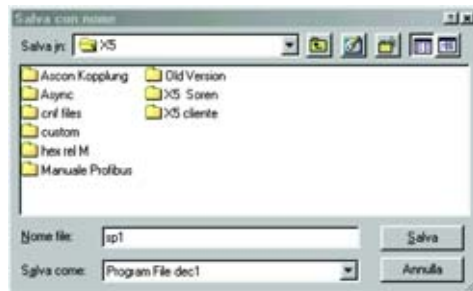 Salva con nome
Salva in: X5
Ascon Kopplung
Async
cnf files
custom
hex rel M
Manuale Profibus
Old Version
X5 Soren
X5 cliente
Nome file: sp1
Salva
Salva come: Program File dec1
Annulla